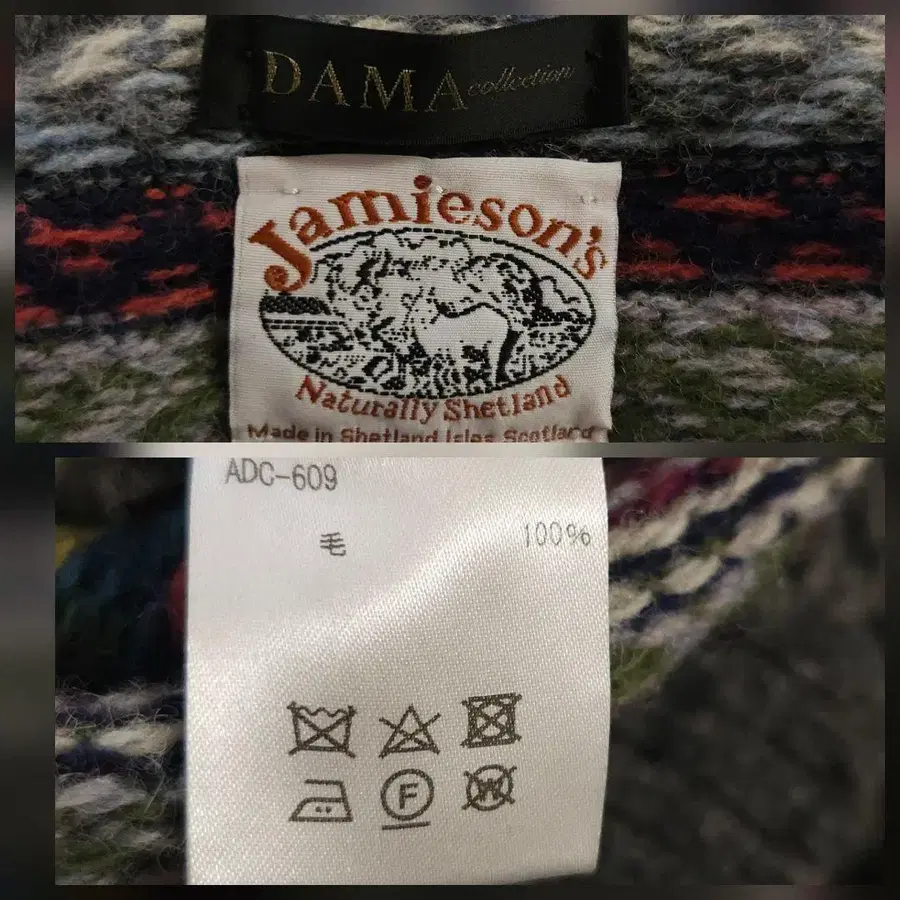 DAMA collection
Jamieson's
Naturally Shetland
Made in Shetland Isles Scotland
ADC-609
毛 100%
F
W